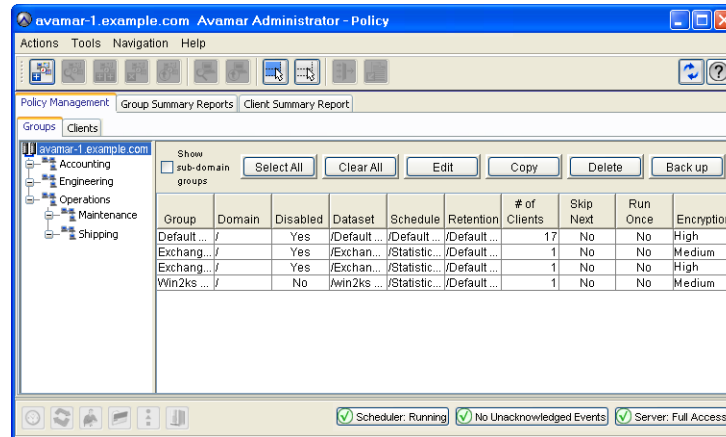 avamar-1.example.com Avamar Administrator - Policy
Actions Tools Navigation Help
Policy Management Group Summary Reports Client Summary Report
Groups Clients
avamar-1.example.com
Accounting
Engineering
Operations
Maintenance
Shipping
Show
sub-domain
groups
Select All Clear All Edit Copy Delete Back up
Group Domain Disabled Dataset Schedule Retention # of Clients Skip Next Run Once Encryptio
Default ... / Yes /Default ... /Default ... /Default ... 17 No No High
Exchang... / Yes /Exchan... /Statistic... /Default ... 1 No No Medium
Exchang... / Yes /Exchan... /Statistic... /Default ... 1 No No High
Win2ks ... / No /win2ks ... /Statistic... /Default ... 1 No No Medium
Scheduler: Running No Unacknowledged Events Server: Full Access